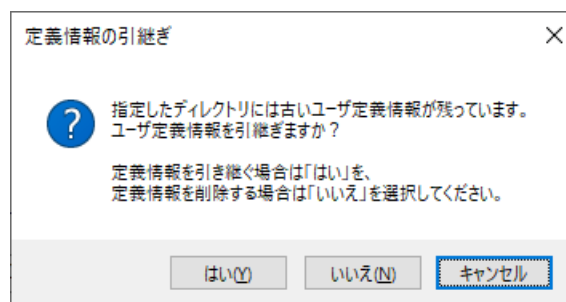 定義情報の引継ぎ
指定したディレクトリには古いユーザ定義情報が残っています。
ユーザ定義情報を引継ぎますか？
定義情報を引き継ぐ場合は「はい」を、
定義情報を削除する場合は「いいえ」を選択してください。
はい(Y)
いいえ(N)
キャンセル